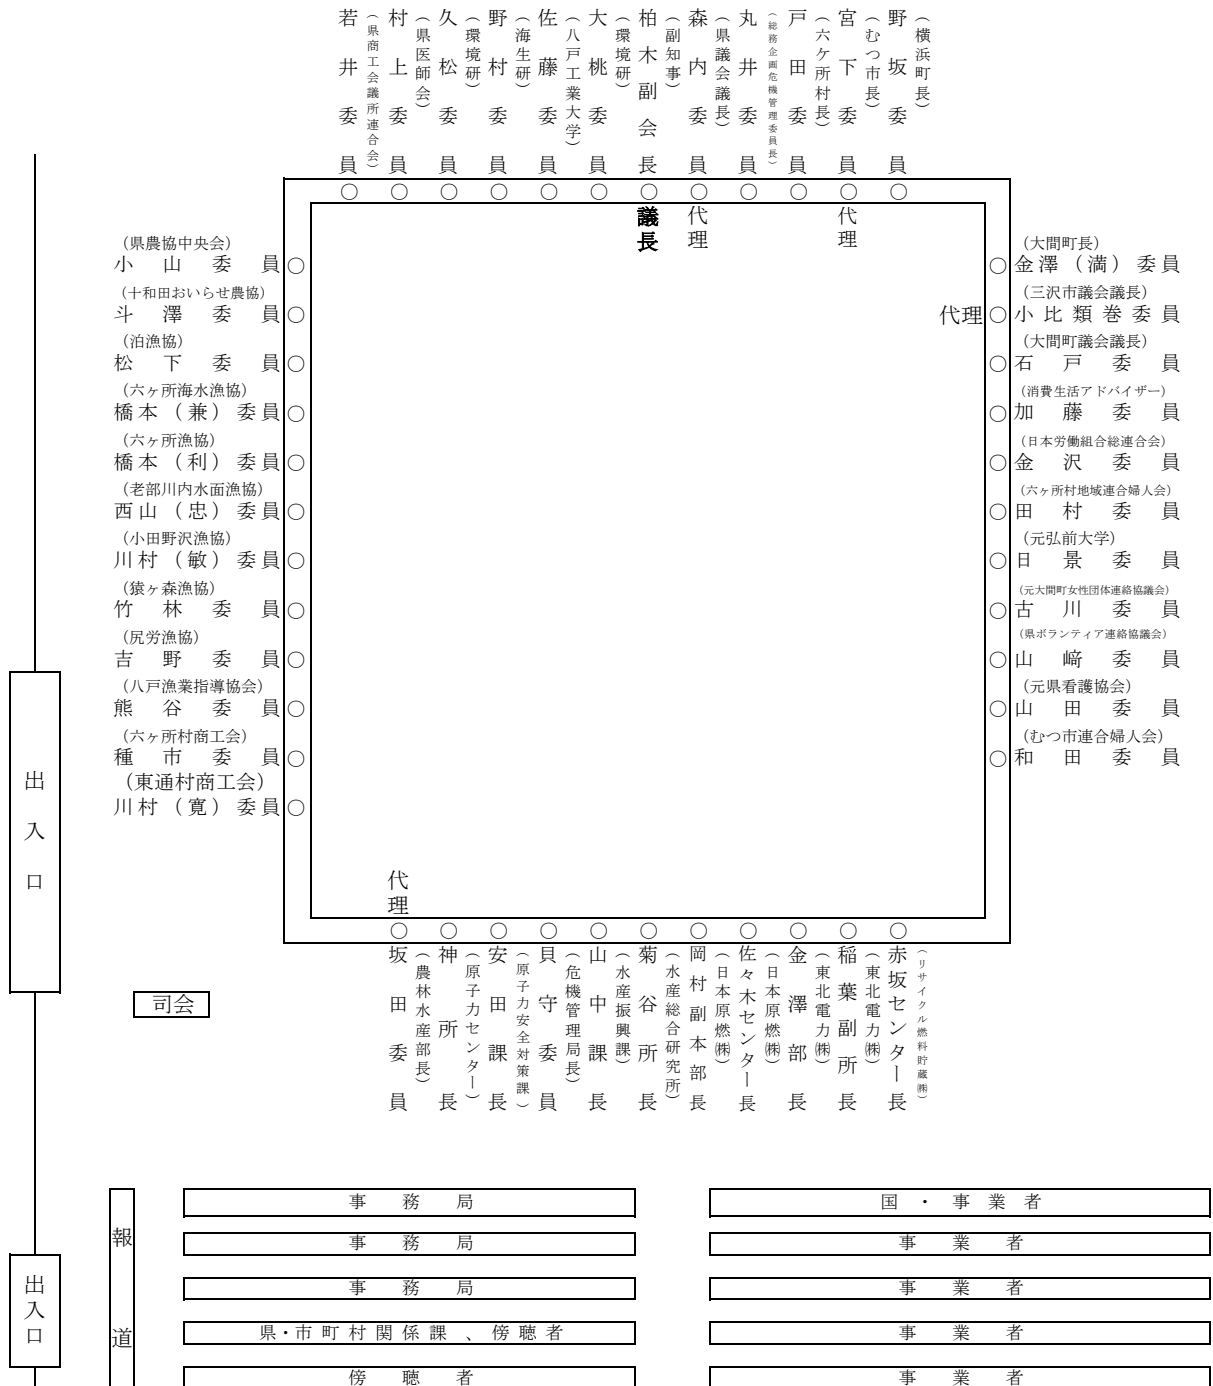 野坂委員
（横浜町長）
宮下委員
（むつ市長）
戸田委員
（六ケ所村長）
丸井委員
（総務企画危機管理委員長）
森内委員
（県議会議長）
柏木副会長
（副知事）
大桃委員
（環境研）
佐藤委員
（八戸工業大学）
野村委員
（海生研）
久松委員
（環境研）
村上委員
（県医師会）
若井委員
（県商工会議所連合会）
代理
代理
議長
（県農協中央会）
小山委員
（十和田おいらせ農協）
斗澤委員
（泊漁協）
松下委員
（六ヶ所海水漁協）
橋本（兼）委員
（六ヶ所漁協）
橋本（利）委員
（老部川内水面漁協）
西山（忠）委員
（小田野沢漁協）
川村（敏）委員
（猿ヶ森漁協）
竹林委員
（尻労漁協）
吉野委員
（八戸漁業指導協会）
熊谷委員
（六ヶ所村商工会）
種市委員
（東通村商工会）
川村（寛）委員
（大間町長）
金澤（満）委員
（三沢市議会議長）
代理
小比類巻委員
（大間町議会議長）
石戸委員
（消費生活アドバイザー）
加藤委員
（日本労働組合総連合会）
金沢委員
（六ヶ所村地域連合婦人会）
田村委員
（元弘前大学）
日景委員
（元大間町女性団体連絡協議会）
古川委員
（県ボランティア連絡協議会）
山﨑委員
（元県看護協会）
山田委員
（むつ市連合婦人会）
和田委員
代理
赤坂センター長
（リサイクル燃料貯蔵㈱）
稲葉副所長
（東北電力㈱）
金澤部長
（東北電力㈱）
佐々木センター長
（日本原燃㈱）
岡村副本部長
（日本原燃㈱）
菊谷所長
（水産総合研究所）
山中課長
（水産振興課）
貝守委員
（危機管理局長）
安田課長
（原子力安全対策課）
神所長
（原子力センター）
坂田委員
（農林水産部長）
出入口
司会
出入口
報道
事務局
国・事業者
事務局
事業者
事務局
事業者
県・市町村関係課、傍聴者
事業者
傍聴者
事業者